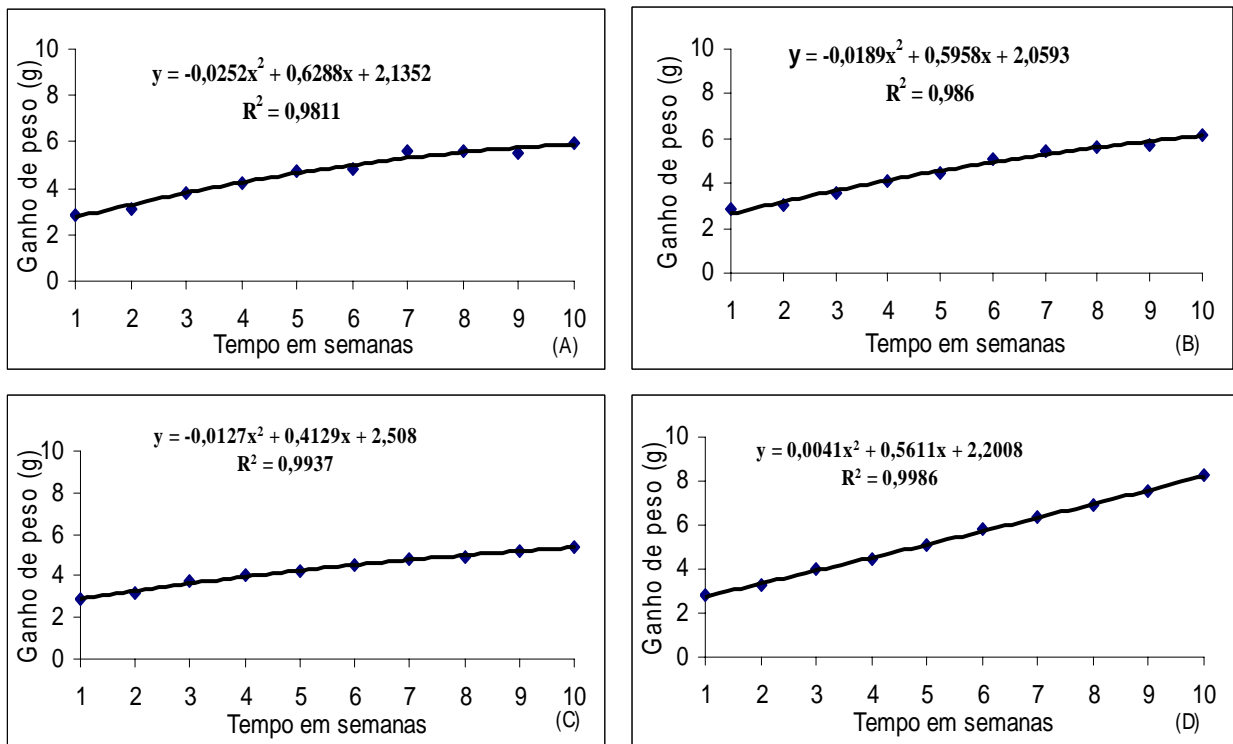 y = -0,0252x² + 0,6288x + 2,1352
R² = 0,9811
Ganho de peso (g)
10
8
6
4
2
0
1 2 3 4 5 6 7 8 9 10
Tempo em semanas
(A)
y = -0,0189x² + 0,5958x + 2,0593
R² = 0,986
Ganho de peso (g)
10
8
6
4
2
0
1 2 3 4 5 6 7 8 9 10
Tempo em semanas
(B)
y = -0,0127x² + 0,4129x + 2,508
R² = 0,9937
Ganho de peso (g)
10
8
6
4
2
0
1 2 3 4 5 6 7 8 9 10
Tempo em semanas
(C)
y = 0,0041x² + 0,5611x + 2,2008
R² = 0,9986
Ganho de peso (g)
10
8
6
4
2
0
1 2 3 4 5 6 7 8 9 10
Tempo em semanas
(D)